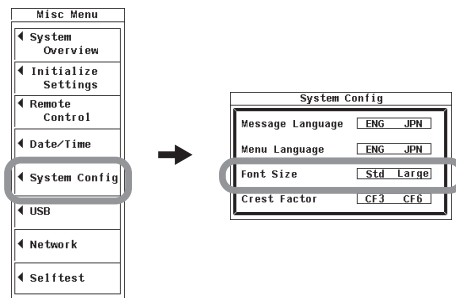 Misc Menu
System
Overview
Initialize
Settings
Remote
Control
Date/Time
System Config
USB
Network
Selftest
System Config
Message Language ENG JPN
Menu Language ENG JPN
Font Size Std Large
Crest Factor CF3 CF6